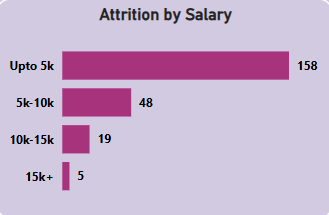 Attrition by Salary
Upto 5k 158
5k-10k 48
10k-15k 19
15k+ 5